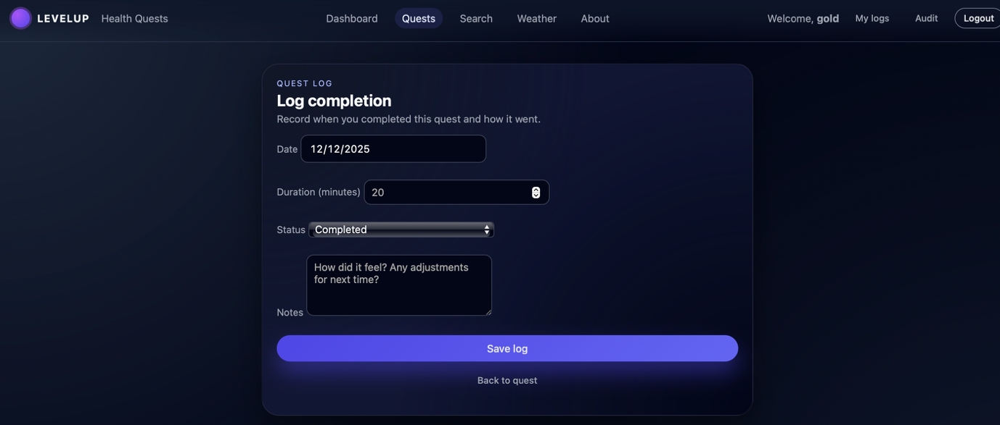 LEVELUP Health Quests Dashboard Quests Search Weather About Welcome, gold My logs Audit Logout
QUEST LOG
Log completion
Record when you completed this quest and how it went.
Date 12/12/2025
Duration (minutes) 20
Status Completed
How did it feel? Any adjustments
for next time?
Notes
Save log
Back to quest